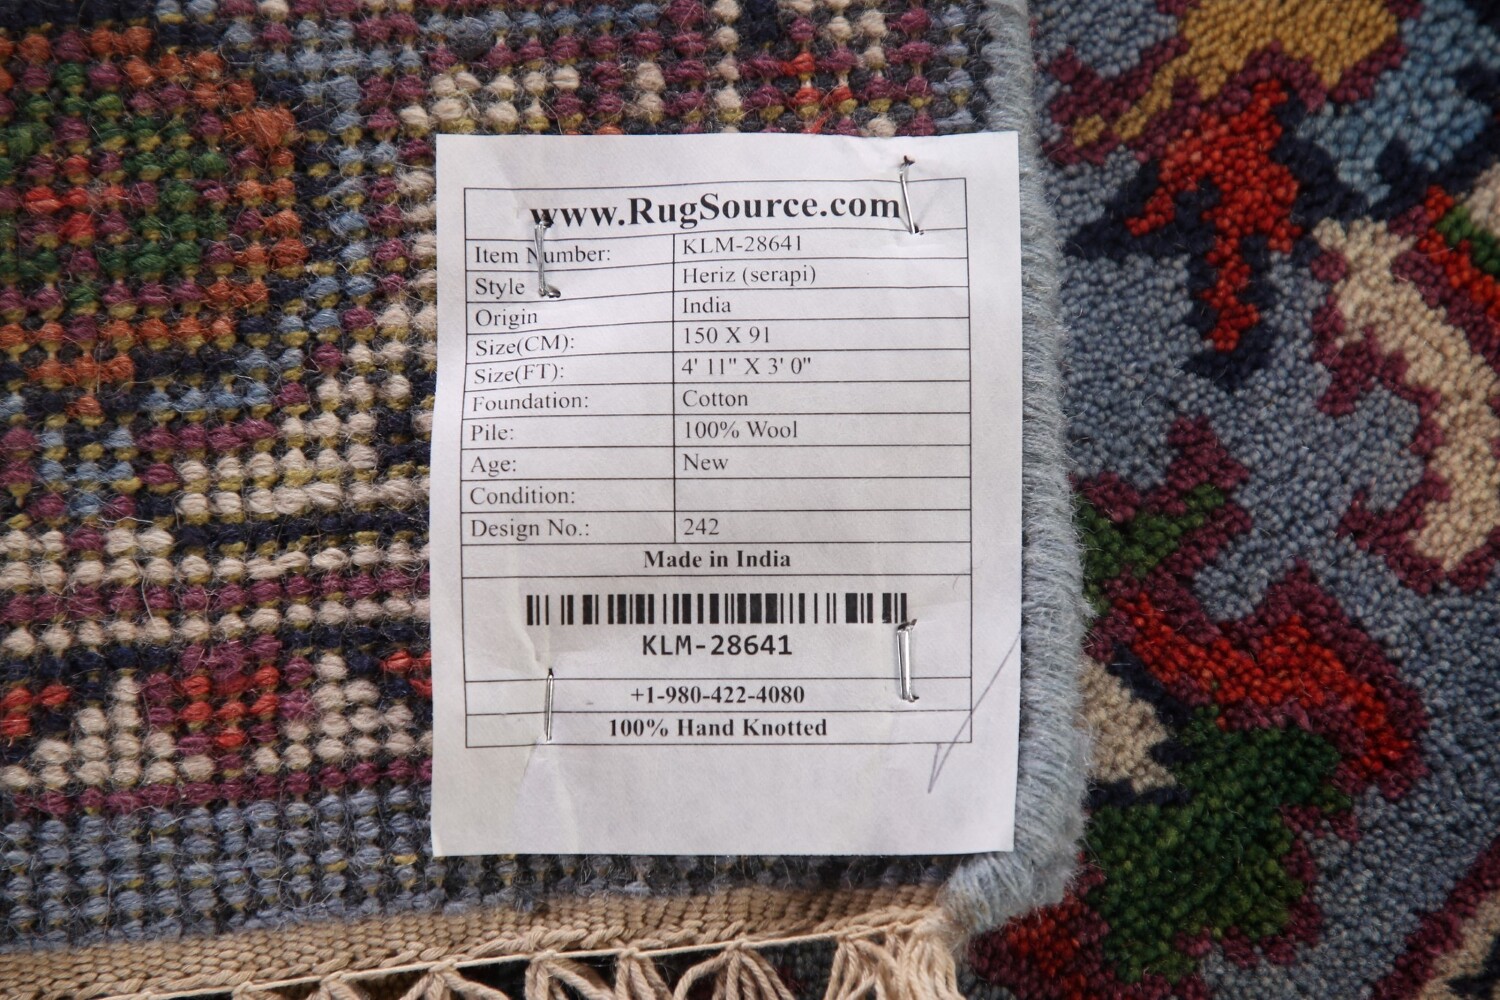 www.RugSource.com
Item Number: KLM-28641
Style Heriz (serapi)
Origin India
Size(CM): 150 X 91
Size(FT): 4' 11" X 3' 0"
Foundation: Cotton
Pile: 100% Wool
Age: New
Condition:
Design No.: 242
Made in India
KLM-28641
+1-980-422-4080
100% Hand Knotted